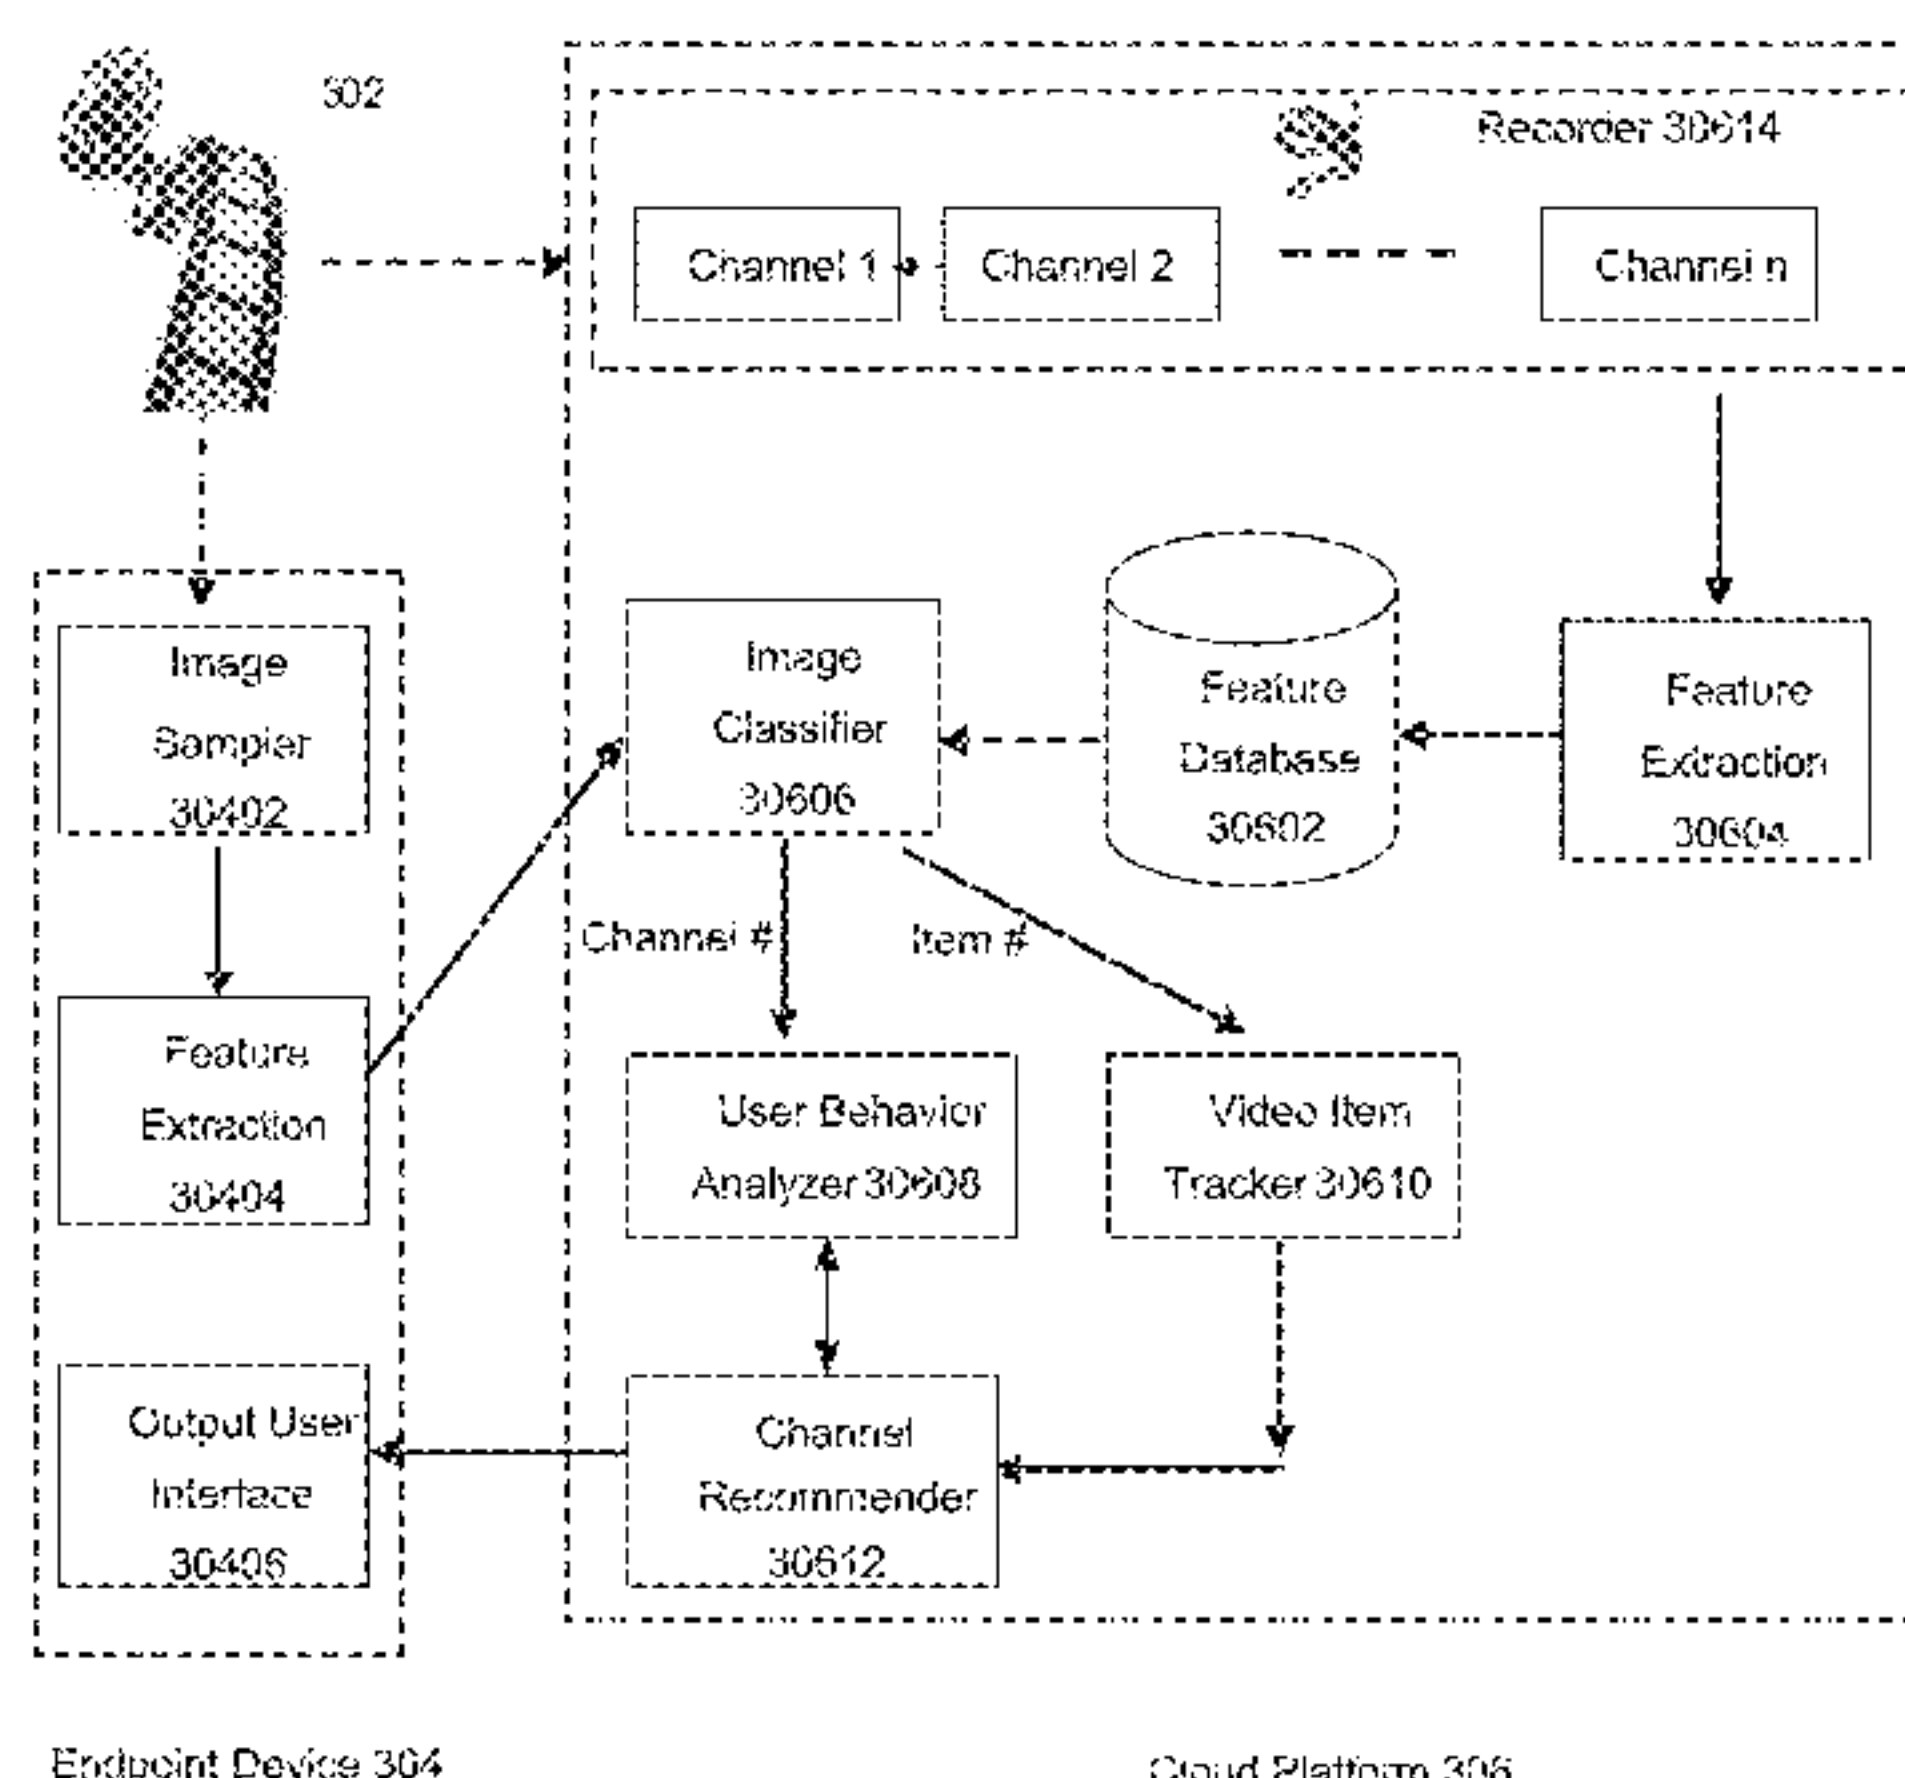 302
Recorder 30614
Channel 1
Channel 2
Channel n
Image
Sampler
30402
Image
Classifier
30606
Feature
Database
30602
Feature
Extraction
30604
Channel #
Item #
Feature
Extraction
30404
User Behavior
Analyzer 30608
Video Item
Tracker 30610
Output User
Interface
30406
Channel
Recommender
30612
Endpoint Device 304
Cloud Platform 306